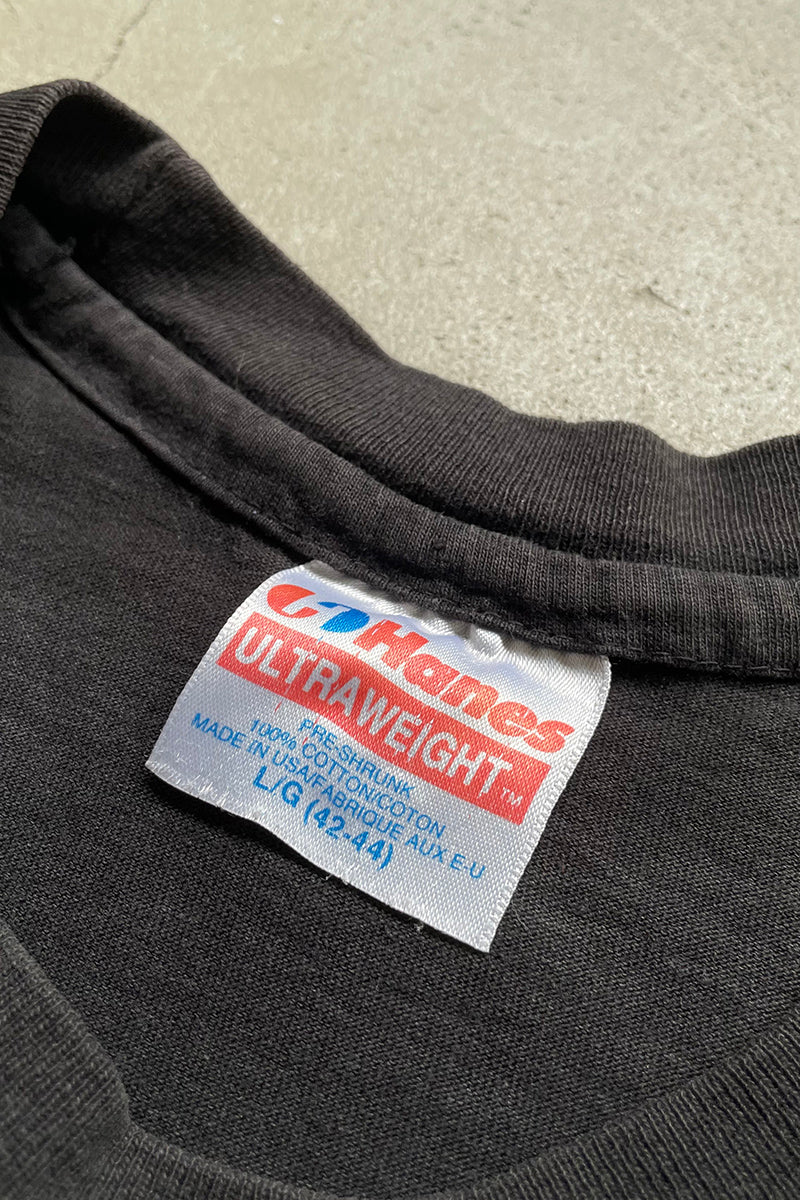 Hanes
ULTRAWEIGHT™
PRE-SHRUNK
100% COTTON/COTON
MADE IN USA/FABRIQUE AUX E-U
L/G (42-44)